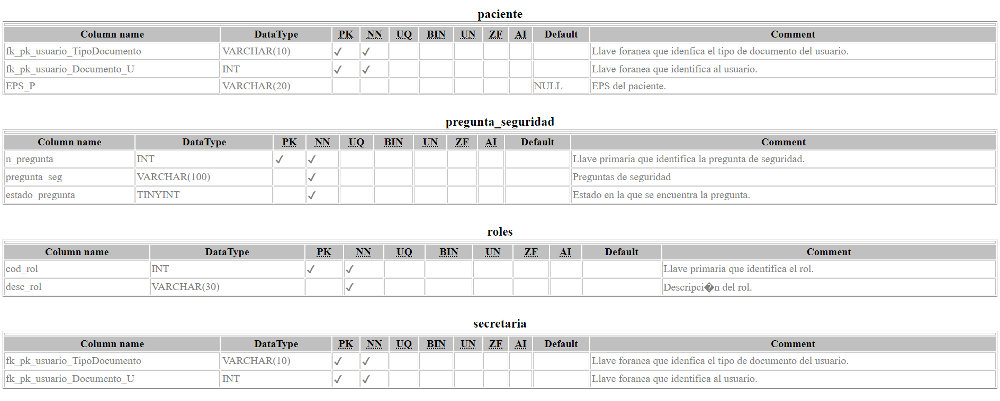 paciente
Column name DataType PK NN UQ BIN UN ZF AI Default Comment
fk_pk_usuario_TipoDocumento VARCHAR(10) ✓ ✓ Llave foranea que idenfica el tipo de documento del usuario.
fk_pk_usuario_Documento_U INT ✓ ✓ Llave foranea que identifica al usuario.
EPS_P VARCHAR(20) NULL EPS del paciente.
pregunta_seguridad
Column name DataType PK NN UQ BIN UN ZF AI Default Comment
n_pregunta INT ✓ ✓ Llave primaria que identifica la pregunta de seguridad.
pregunta_seg VARCHAR(100) ✓ Preguntas de seguridad
estado_pregunta TINYINT ✓ Estado en la que se encuentra la pregunta.
roles
Column name DataType PK NN UQ BIN UN ZF AI Default Comment
cod_rol INT ✓ ✓ Llave primaria que identifica el rol.
desc_rol VARCHAR(30) ✓ Descripci�n del rol.
secretaria
Column name DataType PK NN UQ BIN UN ZF AI Default Comment
fk_pk_usuario_TipoDocumento VARCHAR(10) ✓ ✓ Llave foranea que idenfica el tipo de documento del usuario.
fk_pk_usuario_Documento_U INT ✓ ✓ Llave foranea que identifica al usuario.